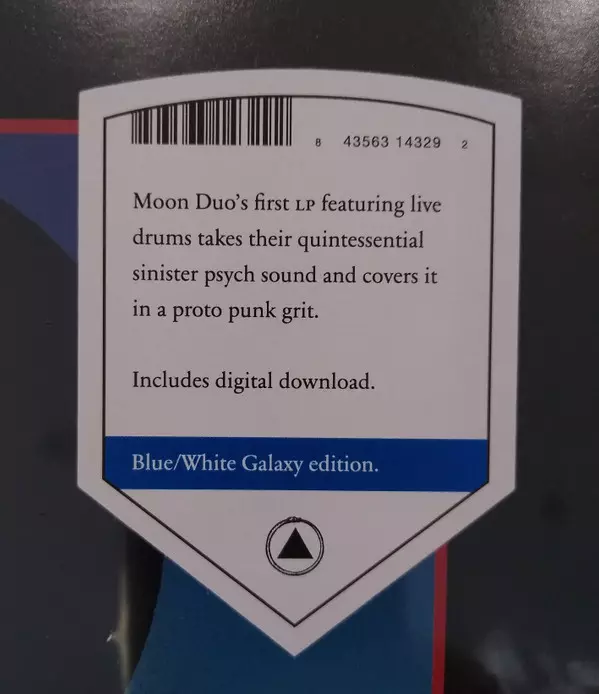 8 43563 14329 2
Moon Duo's first LP featuring live
drums takes their quintessential
sinister psych sound and covers it
in a proto punk grit.
Includes digital download.
Blue/White Galaxy edition.